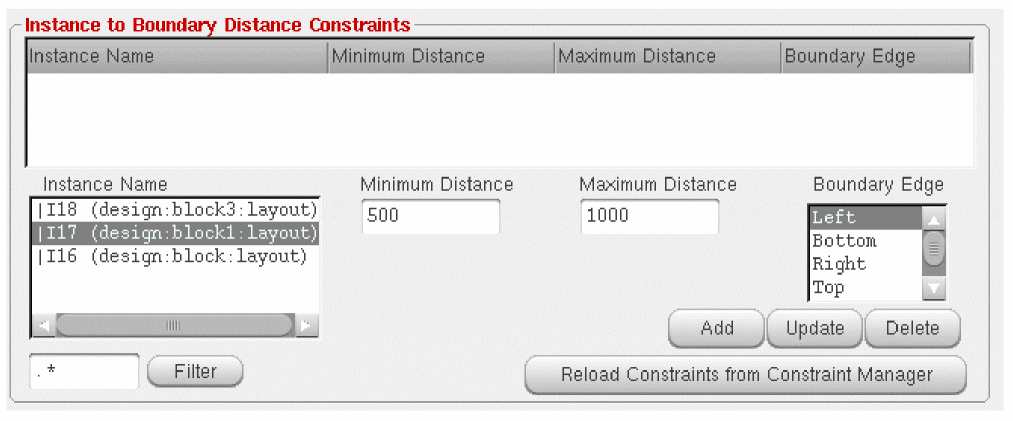 Instance to Boundary Distance Constraints
Instance Name Minimum Distance Maximum Distance Boundary Edge
Instance Name Minimum Distance Maximum Distance Boundary Edge
|I18 (design:block3:layout) 500 1000 Left
|I17 (design:block1:layout) Bottom
|I16 (design:block:layout) Right
Top
Add Update Delete
.* Filter Reload Constraints from Constraint Manager